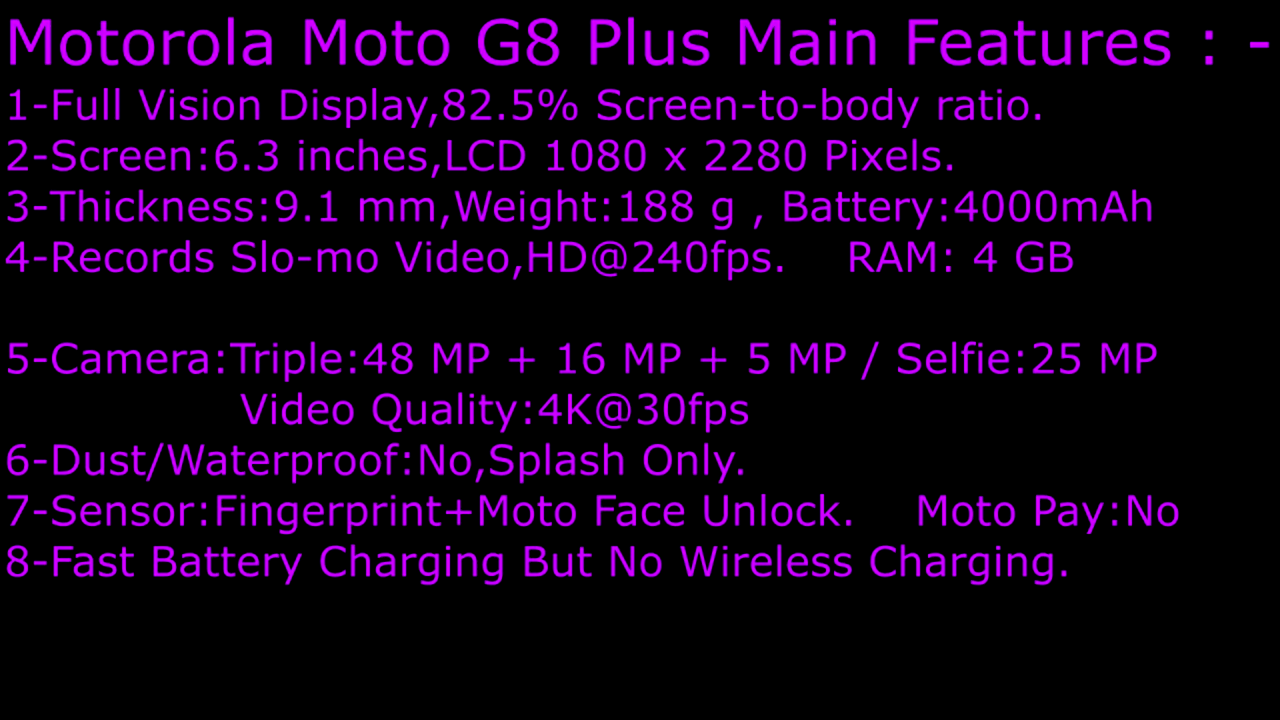 Motorola Moto G8 Plus Main Features : -
1-Full Vision Display,82.5% Screen-to-body ratio.
2-Screen:6.3 inches,LCD 1080 x 2280 Pixels.
3-Thickness:9.1 mm,Weight:188 g , Battery:4000mAh
4-Records Slo-mo Video,HD@240fps. RAM: 4 GB
5-Camera:Triple:48 MP + 16 MP + 5 MP / Selfie:25 MP
Video Quality:4K@30fps
6-Dust/Waterproof:No,Splash Only.
7-Sensor:Fingerprint+Moto Face Unlock. Moto Pay:No
8-Fast Battery Charging But No Wireless Charging.